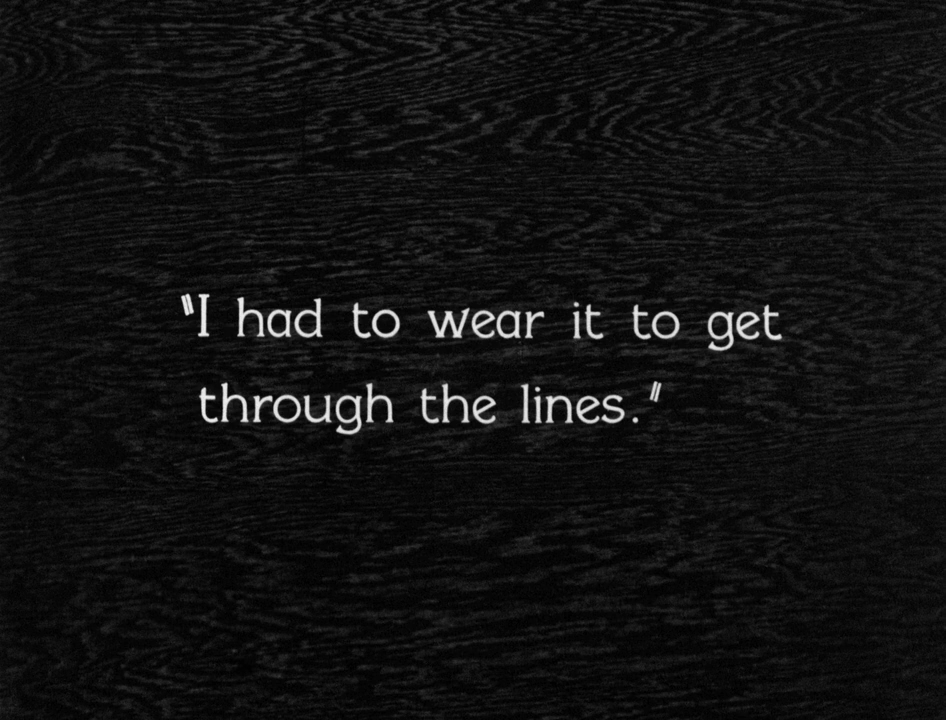 "I had to wear it to get
through the lines."